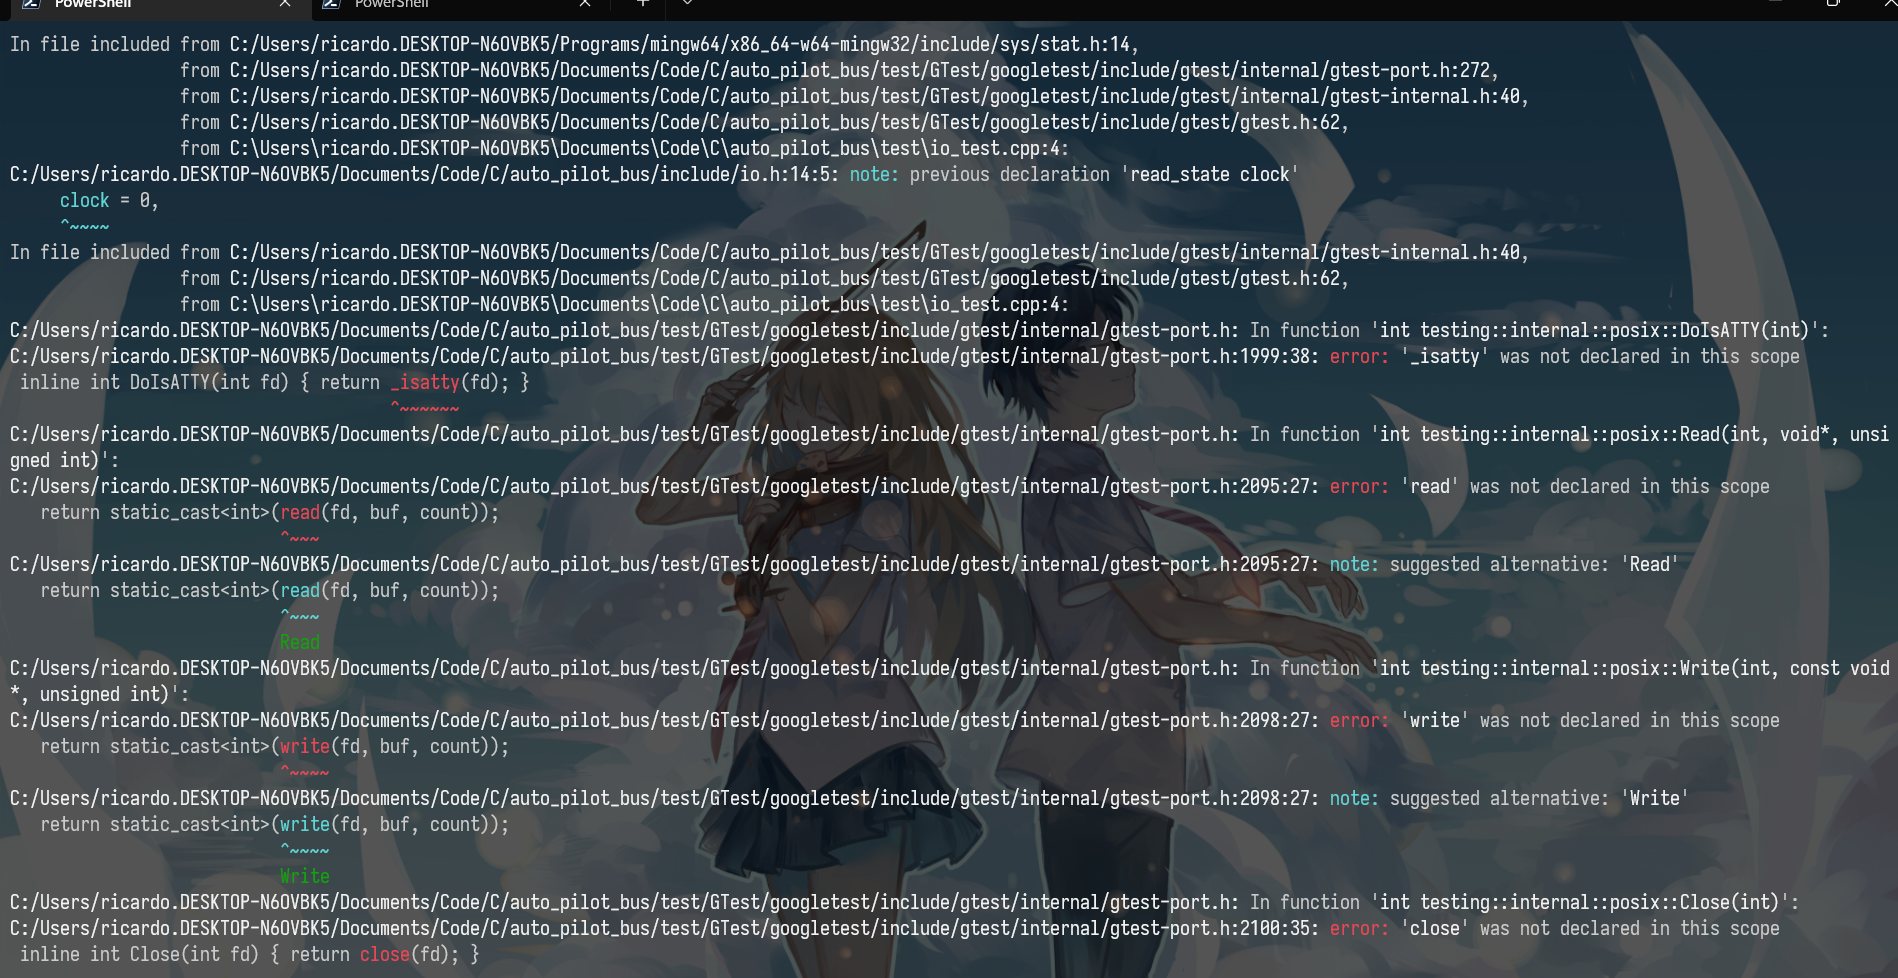 PowerShell
PowerShell
In file included from C:/Users/ricardo.DESKTOP-N6OVBK5/Programs/mingw64/x86_64-w64-mingw32/include/sys/stat.h:14,
from C:/Users/ricardo.DESKTOP-N6OVBK5/Documents/Code/C/auto_pilot_bus/test/GTest/googletest/include/gtest/internal/gtest-port.h:272,
from C:/Users/ricardo.DESKTOP-N6OVBK5/Documents/Code/C/auto_pilot_bus/test/GTest/googletest/include/gtest/internal/gtest-internal.h:40,
from C:/Users/ricardo.DESKTOP-N6OVBK5/Documents/Code/C/auto_pilot_bus/test/GTest/googletest/include/gtest/gtest.h:62,
from C:\Users\ricardo.DESKTOP-N6OVBK5\Documents\Code\C\auto_pilot_bus\test\io_test.cpp:4:
C:/Users/ricardo.DESKTOP-N6OVBK5/Documents/Code/C/auto_pilot_bus/include/io.h:14:5: note: previous declaration 'read_state clock'
clock = 0,
^~~~~
In file included from C:/Users/ricardo.DESKTOP-N6OVBK5/Documents/Code/C/auto_pilot_bus/test/GTest/googletest/include/gtest/internal/gtest-internal.h:40,
from C:/Users/ricardo.DESKTOP-N6OVBK5/Documents/Code/C/auto_pilot_bus/test/GTest/googletest/include/gtest/gtest.h:62,
from C:\Users\ricardo.DESKTOP-N6OVBK5\Documents\Code\C\auto_pilot_bus\test\io_test.cpp:4:
C:/Users/ricardo.DESKTOP-N6OVBK5/Documents/Code/C/auto_pilot_bus/test/GTest/googletest/include/gtest/internal/gtest-port.h: In function 'int testing::internal::posix::DoIsATTY(int)':
C:/Users/ricardo.DESKTOP-N6OVBK5/Documents/Code/C/auto_pilot_bus/test/GTest/googletest/include/gtest/internal/gtest-port.h:1999:38: error: '_isatty' was not declared in this scope
inline int DoIsATTY(int fd) { return _isatty(fd); }
^~~~~~~
C:/Users/ricardo.DESKTOP-N6OVBK5/Documents/Code/C/auto_pilot_bus/test/GTest/googletest/include/gtest/internal/gtest-port.h: In function 'int testing::internal::posix::Read(int, void*, unsi
gned int)':
C:/Users/ricardo.DESKTOP-N6OVBK5/Documents/Code/C/auto_pilot_bus/test/GTest/googletest/include/gtest/internal/gtest-port.h:2095:27: error: 'read' was not declared in this scope
return static_cast<int>(read(fd, buf, count));
^~~~
C:/Users/ricardo.DESKTOP-N6OVBK5/Documents/Code/C/auto_pilot_bus/test/GTest/googletest/include/gtest/internal/gtest-port.h:2095:27: note: suggested alternative: 'Read'
return static_cast<int>(read(fd, buf, count));
^~~~
Read
C:/Users/ricardo.DESKTOP-N6OVBK5/Documents/Code/C/auto_pilot_bus/test/GTest/googletest/include/gtest/internal/gtest-port.h: In function 'int testing::internal::posix::Write(int, const void
*, unsigned int)':
C:/Users/ricardo.DESKTOP-N6OVBK5/Documents/Code/C/auto_pilot_bus/test/GTest/googletest/include/gtest/internal/gtest-port.h:2098:27: error: 'write' was not declared in this scope
return static_cast<int>(write(fd, buf, count));
^~~~~
C:/Users/ricardo.DESKTOP-N6OVBK5/Documents/Code/C/auto_pilot_bus/test/GTest/googletest/include/gtest/internal/gtest-port.h:2098:27: note: suggested alternative: 'Write'
return static_cast<int>(write(fd, buf, count));
^~~~~
Write
C:/Users/ricardo.DESKTOP-N6OVBK5/Documents/Code/C/auto_pilot_bus/test/GTest/googletest/include/gtest/internal/gtest-port.h: In function 'int testing::internal::posix::Close(int)':
C:/Users/ricardo.DESKTOP-N6OVBK5/Documents/Code/C/auto_pilot_bus/test/GTest/googletest/include/gtest/internal/gtest-port.h:2100:35: error: 'close' was not declared in this scope
inline int Close(int fd) { return close(fd); }